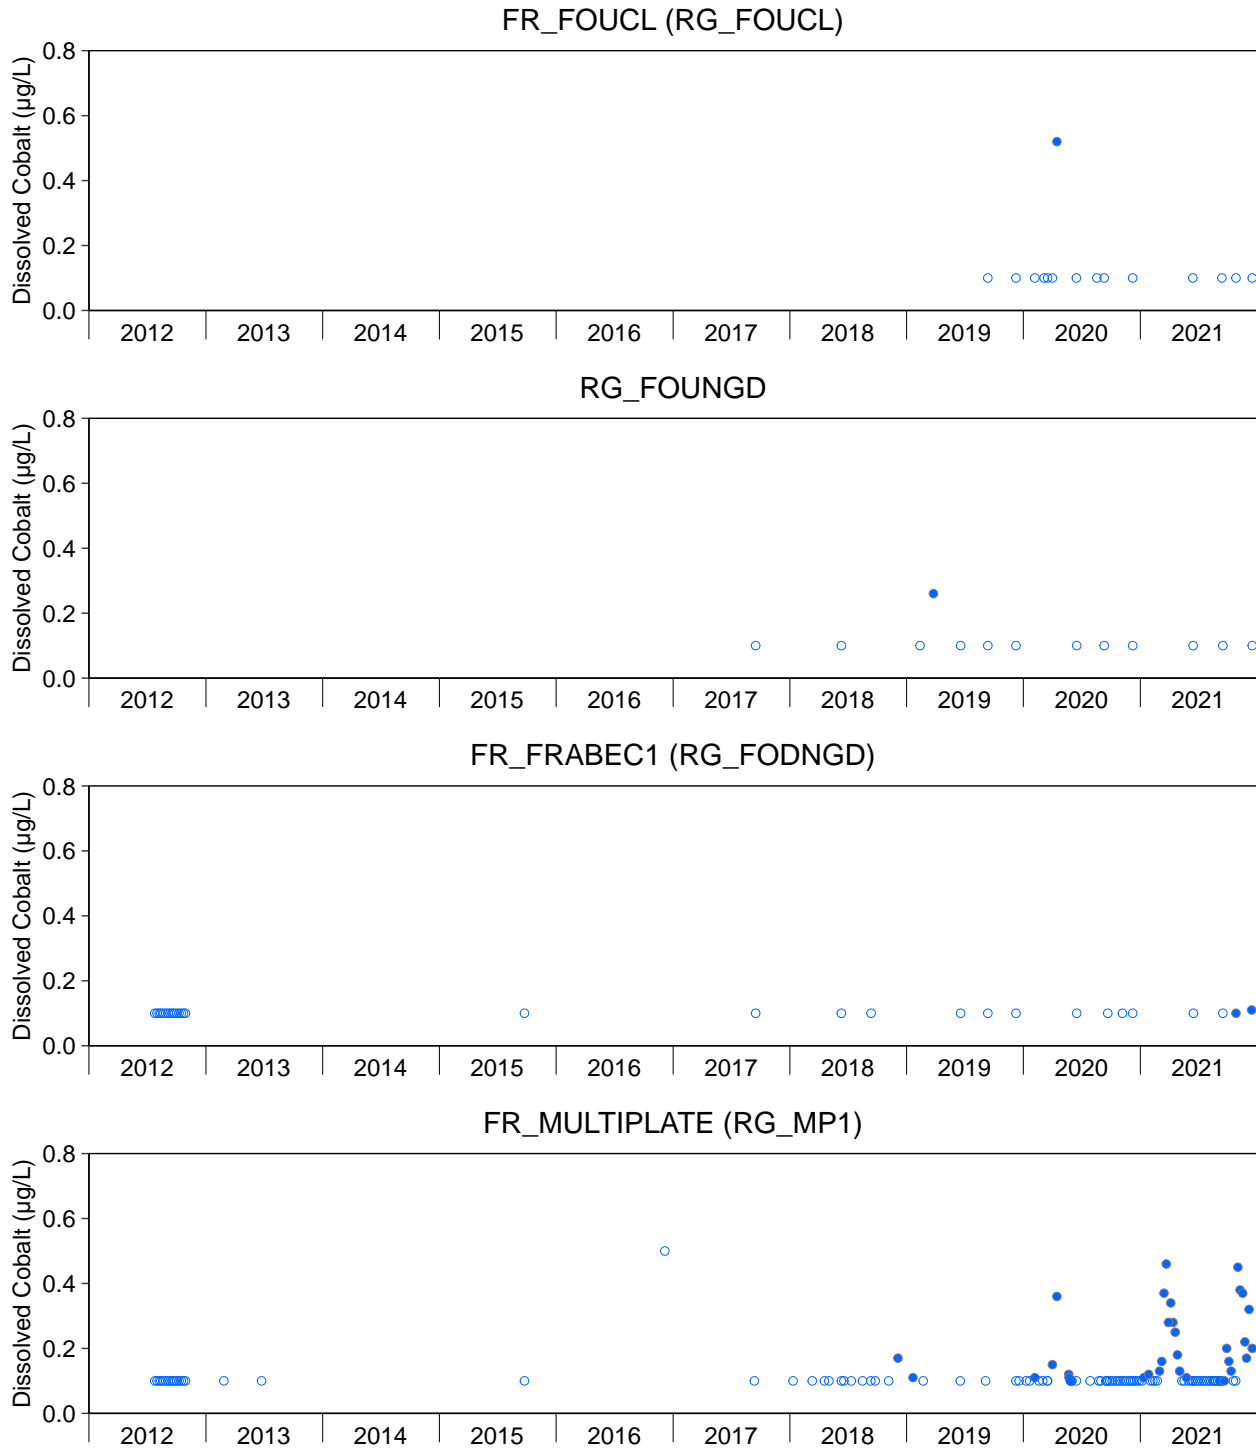 FR_FOUCL (RG_FOUCL)
Dissolved Cobalt (µg/L)
0.8
0.6
0.4
0.2
0.0
2012 2013 2014 2015 2016 2017 2018 2019 2020 2021
RG_FOUNGD
Dissolved Cobalt (µg/L)
0.8
0.6
0.4
0.2
0.0
2012 2013 2014 2015 2016 2017 2018 2019 2020 2021
FR_FRABEC1 (RG_FODNGD)
Dissolved Cobalt (µg/L)
0.8
0.6
0.4
0.2
0.0
2012 2013 2014 2015 2016 2017 2018 2019 2020 2021
FR_MULTIPLATE (RG_MP1)
Dissolved Cobalt (µg/L)
0.8
0.6
0.4
0.2
0.0
2012 2013 2014 2015 2016 2017 2018 2019 2020 2021